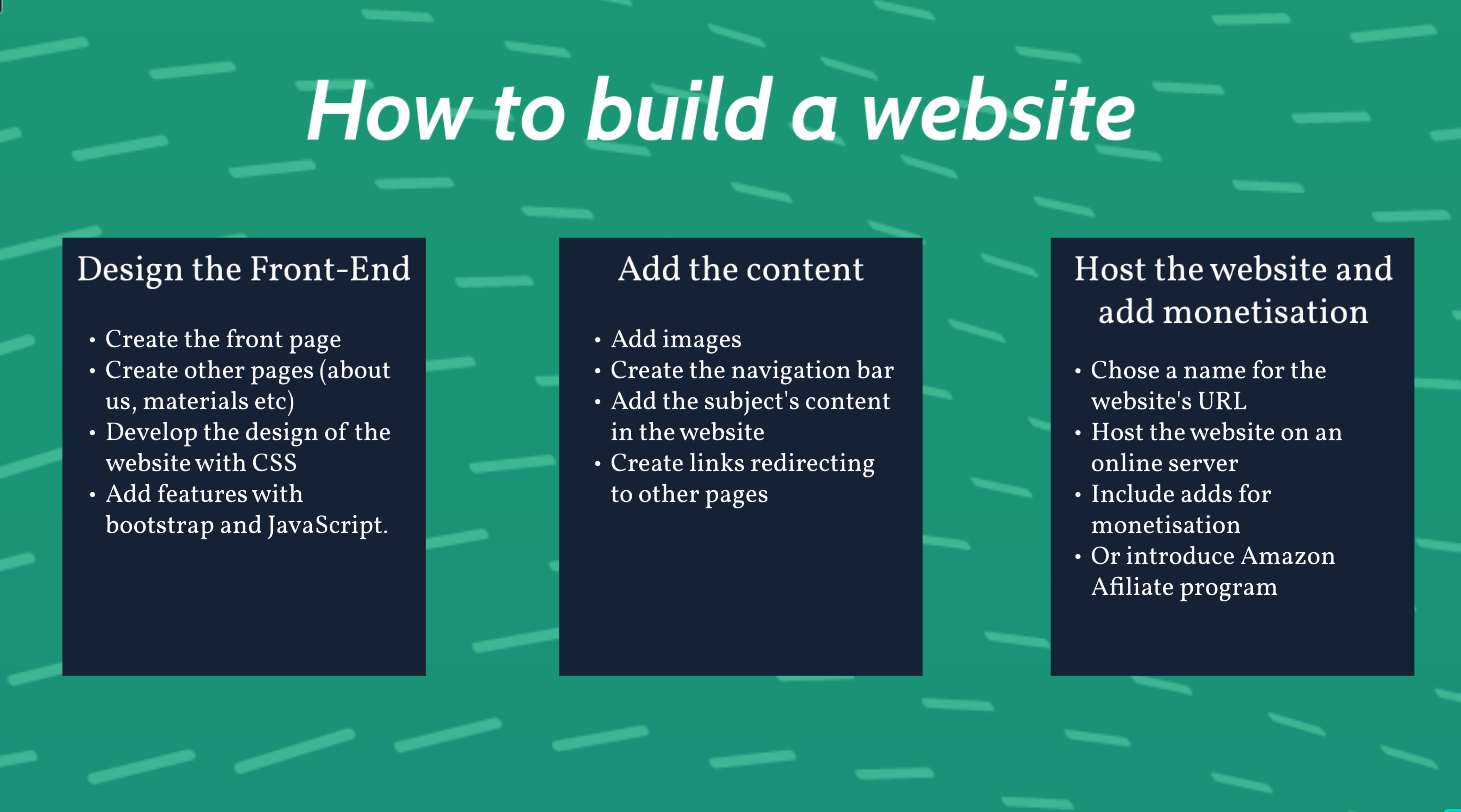 How to build a website
Design the Front-End
• Create the front page
• Create other pages (about
us, materials etc)
• Develop the design of the
website with CSS
• Add features with
bootstrap and JavaScript.
Add the content
• Add images
• Create the navigation bar
• Add the subject's content
in the website
• Create links redirecting
to other pages
Host the website and
add monetisation
• Chose a name for the
website's URL
• Host the website on an
online server
• Include adds for
monetisation
• Or introduce Amazon
Afiliate program